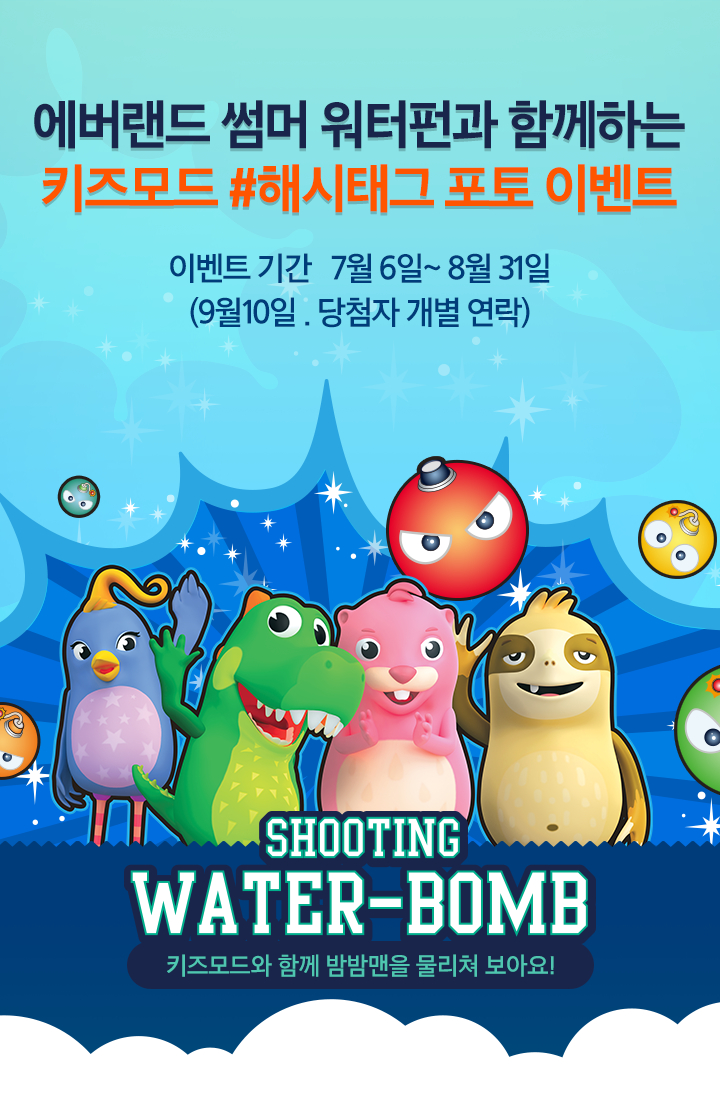 에버랜드 썸머 워터펀과 함께하는
키즈모드 #해시태그 포토 이벤트
이벤트 기간 7월 6일~ 8월 31일
(9월10일 . 당첨자 개별 연락)
SHOOTING
WATER-BOMB
키즈모드와 함께 밤밤맨을 물리쳐 보아요!